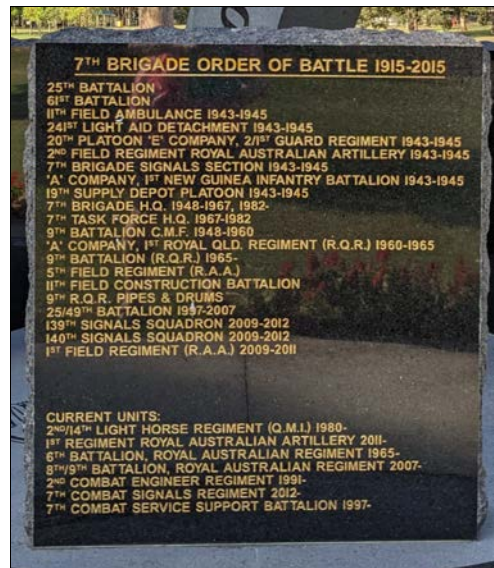 7TH BRIGADE ORDER OF BATTLE 1915-2015
25TH BATTALION
61ST BATTALION
11TH FIELD AMBULANCE 1943-1945
241ST LIGHT AID DETACHMENT 1943-1945
20TH PLATOON 'E' COMPANY, 2/1ST GUARD REGIMENT 1943-1945
2ND FIELD REGIMENT ROYAL AUSTRALIAN ARTILLERY 1943-1945
7TH BRIGADE SIGNALS SECTION 1943-1945
'A' COMPANY, 1ST NEW GUINEA INFANTRY BATTALION 1943-1945
19TH SUPPLY DEPOT PLATOON 1943-1945
7TH BRIGADE H.Q. 1948-1967, 1982-
7TH TASK FORCE H.Q. 1967-1982
9TH BATTALION C.M.F. 1948-1960
'A' COMPANY, 1ST ROYAL QLD. REGIMENT (R.Q.R.) 1960-1965
9TH BATTALION (R.Q.R.) 1965-
5TH FIELD REGIMENT (R.A.A.)
11TH FIELD CONSTRUCTION BATTALION
9TH R.Q.R. PIPES & DRUMS
25/49TH BATTALION 1997-2007
139TH SIGNALS SQUADRON 2009-2012
140TH SIGNALS SQUADRON 2009-2012
1ST FIELD REGIMENT (R.A.A.) 2009-2011
CURRENT UNITS:
2ND/14TH LIGHT HORSE REGIMENT (Q.M.I.) 1980-
1ST REGIMENT ROYAL AUSTRALIAN ARTILLERY 2011-
6TH BATTALION, ROYAL AUSTRALIAN REGIMENT 1965-
8TH/9TH BATTALION, ROYAL AUSTRALIAN REGIMENT 2007-
2ND COMBAT ENGINEER REGIMENT 1991-
7TH COMBAT SIGNALS REGIMENT 2012-
7TH COMBAT SERVICE SUPPORT BATTALION 1997-